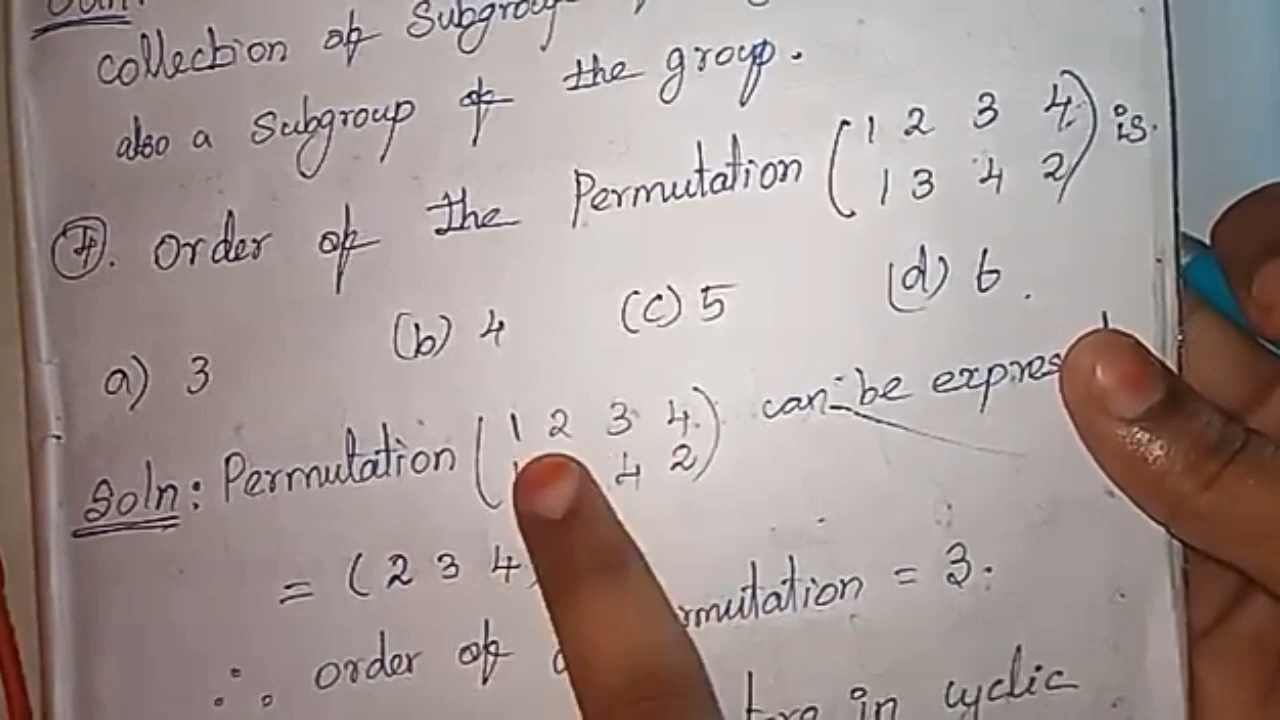 collection of Subgroup
also a subgroup of the group.
7. Order of the Permutation (1 2 3 4 is.
1 3 4 2)
a) 3 (b) 4 (c) 5 (d) 6.
Soln: Permutation (1 2 3 4) can be expres
4 2
= (2 3 4
∴ order of = 3.
in cyclic